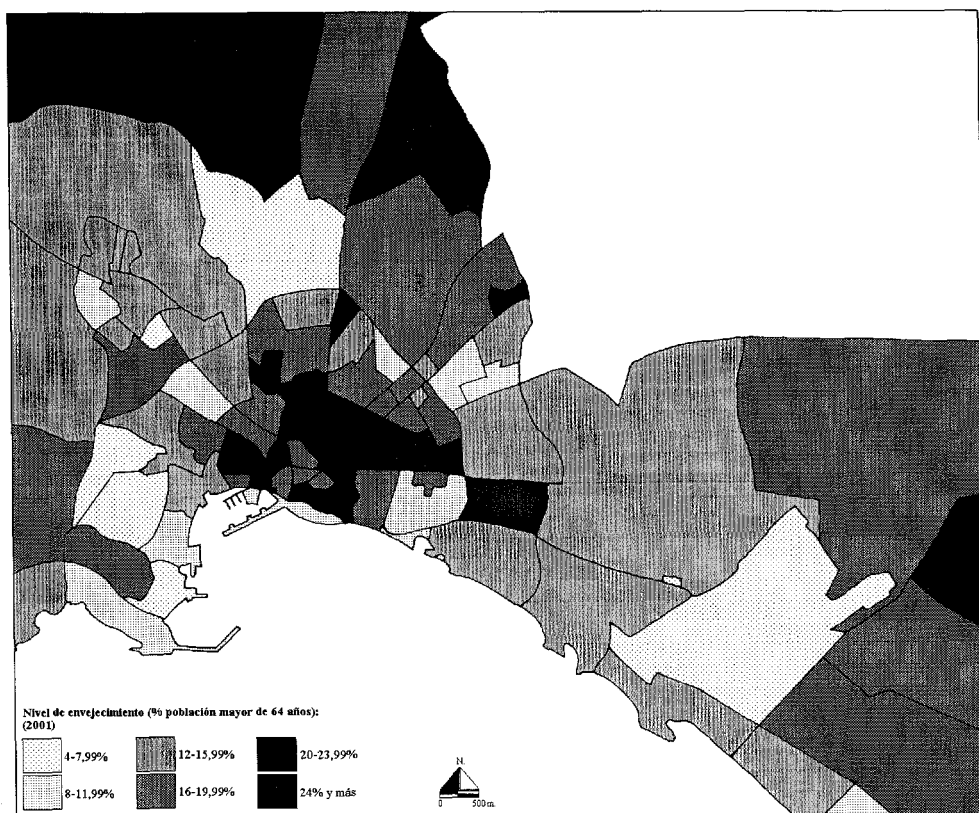 Nivel de envejecimiento (% población mayor de 64 años):
(2001)
4-7,99%
12-15,99%
20-23,99%
8-11,99%
16-19,99%
24% y más
N.
0 500 m.